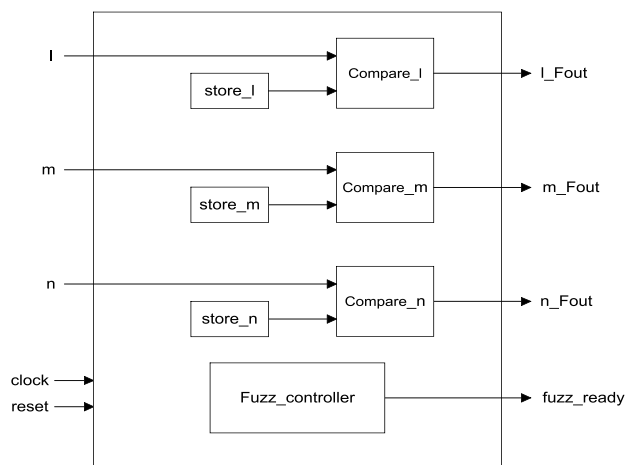 l
Compare_l
l_Fout
store_l
m
Compare_m
m_Fout
store_m
n
Compare_n
n_Fout
store_n
clock
reset
Fuzz_controller
fuzz_ready